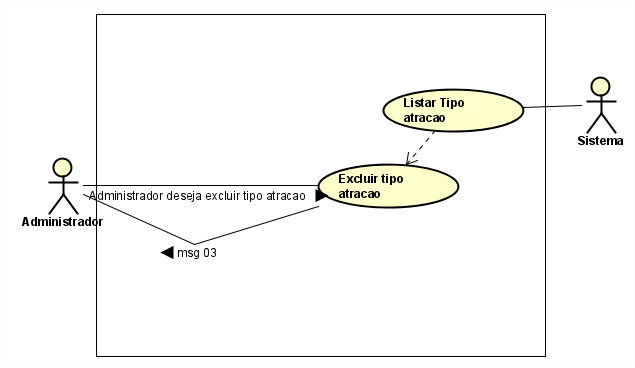 Listar Tipo
atracao
Sistema
Excluir tipo
atracao
Administrador deseja excluir tipo atracao
Administrador
msg 03